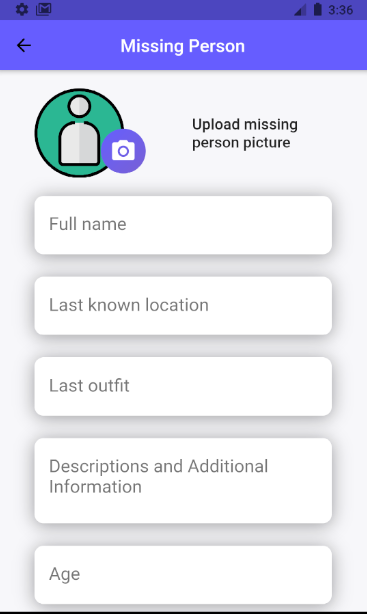 3:36
Missing Person
Upload missing
person picture
Full name
Last known location
Last outfit
Descriptions and Additional
Information
Age